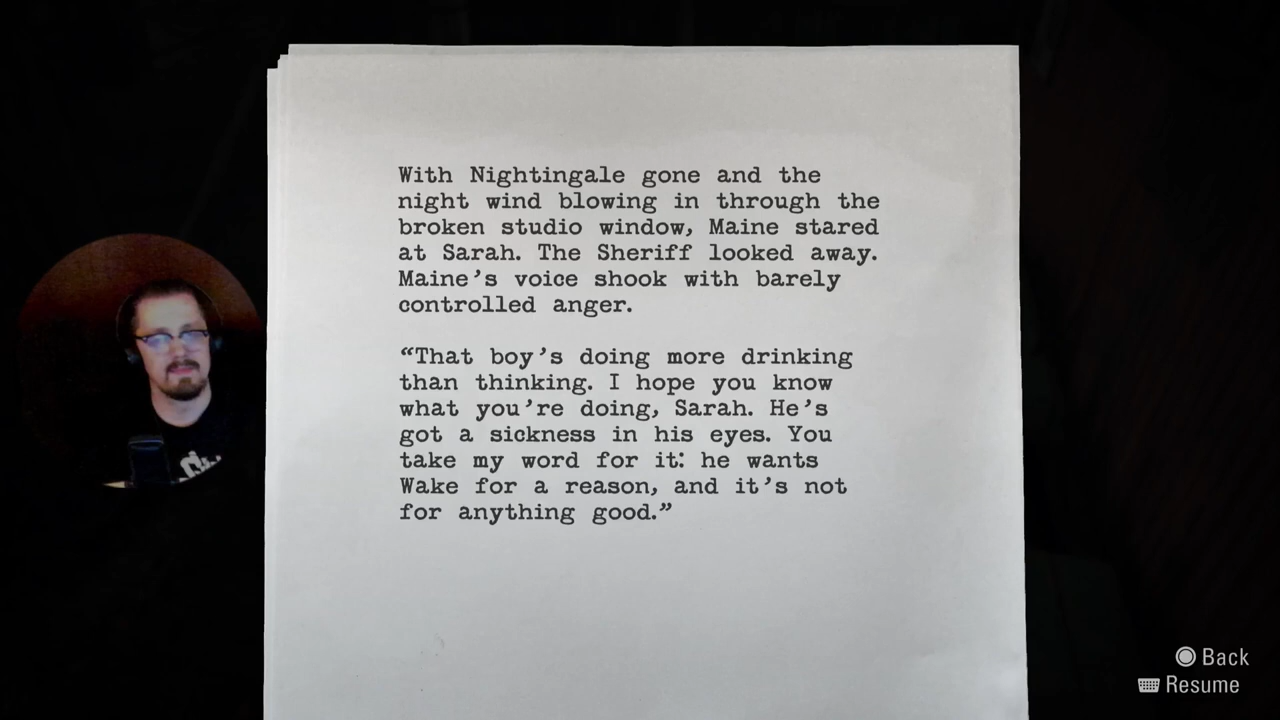 With Nightingale gone and the
night wind blowing in through the
broken studio window, Maine stared
at Sarah. The Sheriff looked away.
Maine's voice shook with barely
controlled anger.
“That boy's doing more drinking
than thinking. I hope you know
what you're doing, Sarah. He's
got a sickness in his eyes. You
take my word for it: he wants
Wake for a reason, and it's not
for anything good.”
Back
Resume